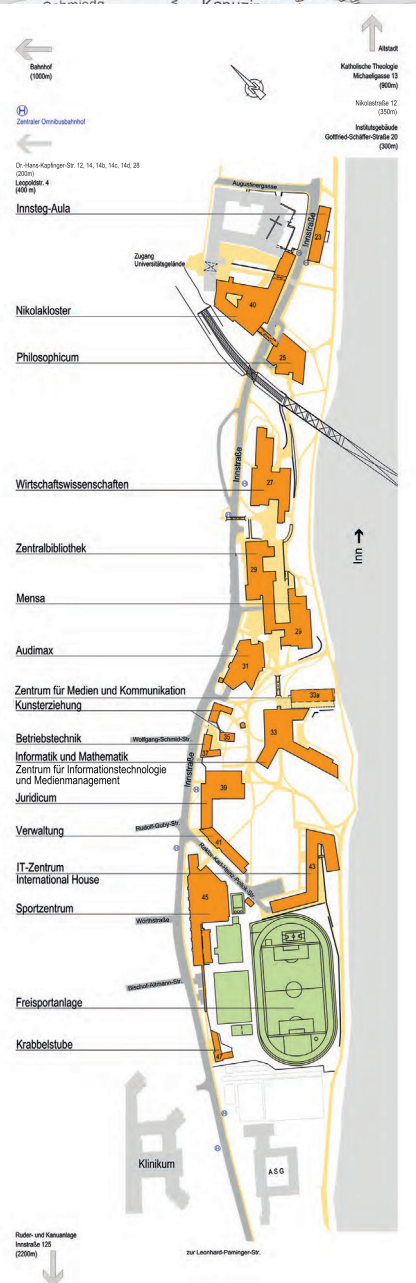 Altstadt
Bahnhof
(1000m)
Katholische Theologie
Michaeligasse 13
(900m)
H
Zentraler Omnibusbahnhof
Nikolastraße 12
(350m)
Institutsgebäude
Gottfried-Schäffer-Straße 20
(300m)
Dr.-Hans-Kapfinger-Str. 12, 14, 14b, 14c, 14d, 28
(200m)
Leopoldstr. 4
(400 m)
Augustinergasse
Innsteg-Aula
23
Innstraße
Zugang
Universitätsgelände
40
Nikolakloster
25
Philosophicum
Innstraße
27
Wirtschaftswissenschaften
Inn
Zentralbibliothek
29
Mensa
29
Audimax
31
Zentrum für Medien und Kommunikation
33a
Kunsterziehung
35
33
Betriebstechnik
Wolfgang-Schmid-Str.
37
Informatik und Mathematik
Zentrum für Informationstechnologie
und Medienmanagement
Innstraße
39
Juridicum
Rudolf-Guby-Str.
Verwaltung
41
IT-Zentrum
International House
43
45
Sportzentrum
Wörthstraße
Bischof-Altmann-Str.
Freisportanlage
Krabbelstube
47
Klinikum
ASG
Ruder- und Kanuanlage
Innstraße 125
(2200m)
zur Leonhard-Paminger-Str.